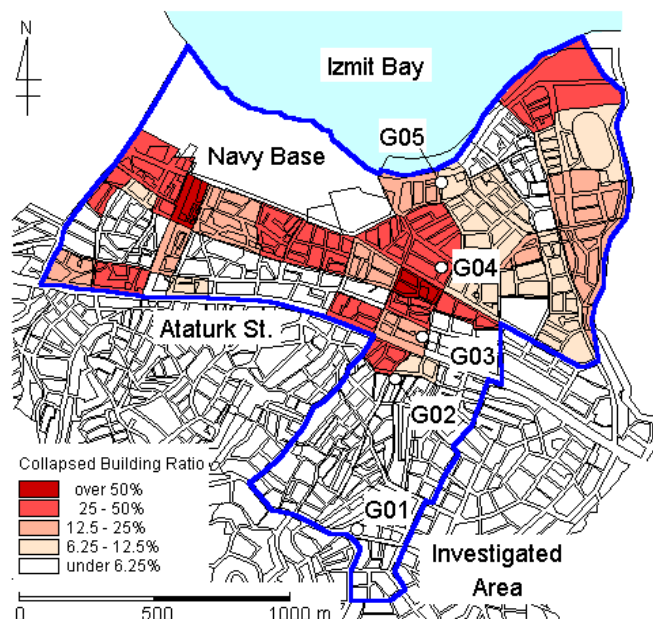 N
Izmit Bay
G05
Navy Base
G04
Ataturk St.
G03
G02
Collapsed Building Ratio
over 50%
25 - 50%
12.5 - 25%
6.25 - 12.5%
under 6.25%
G01
Investigated
Area
0 500 1000 m